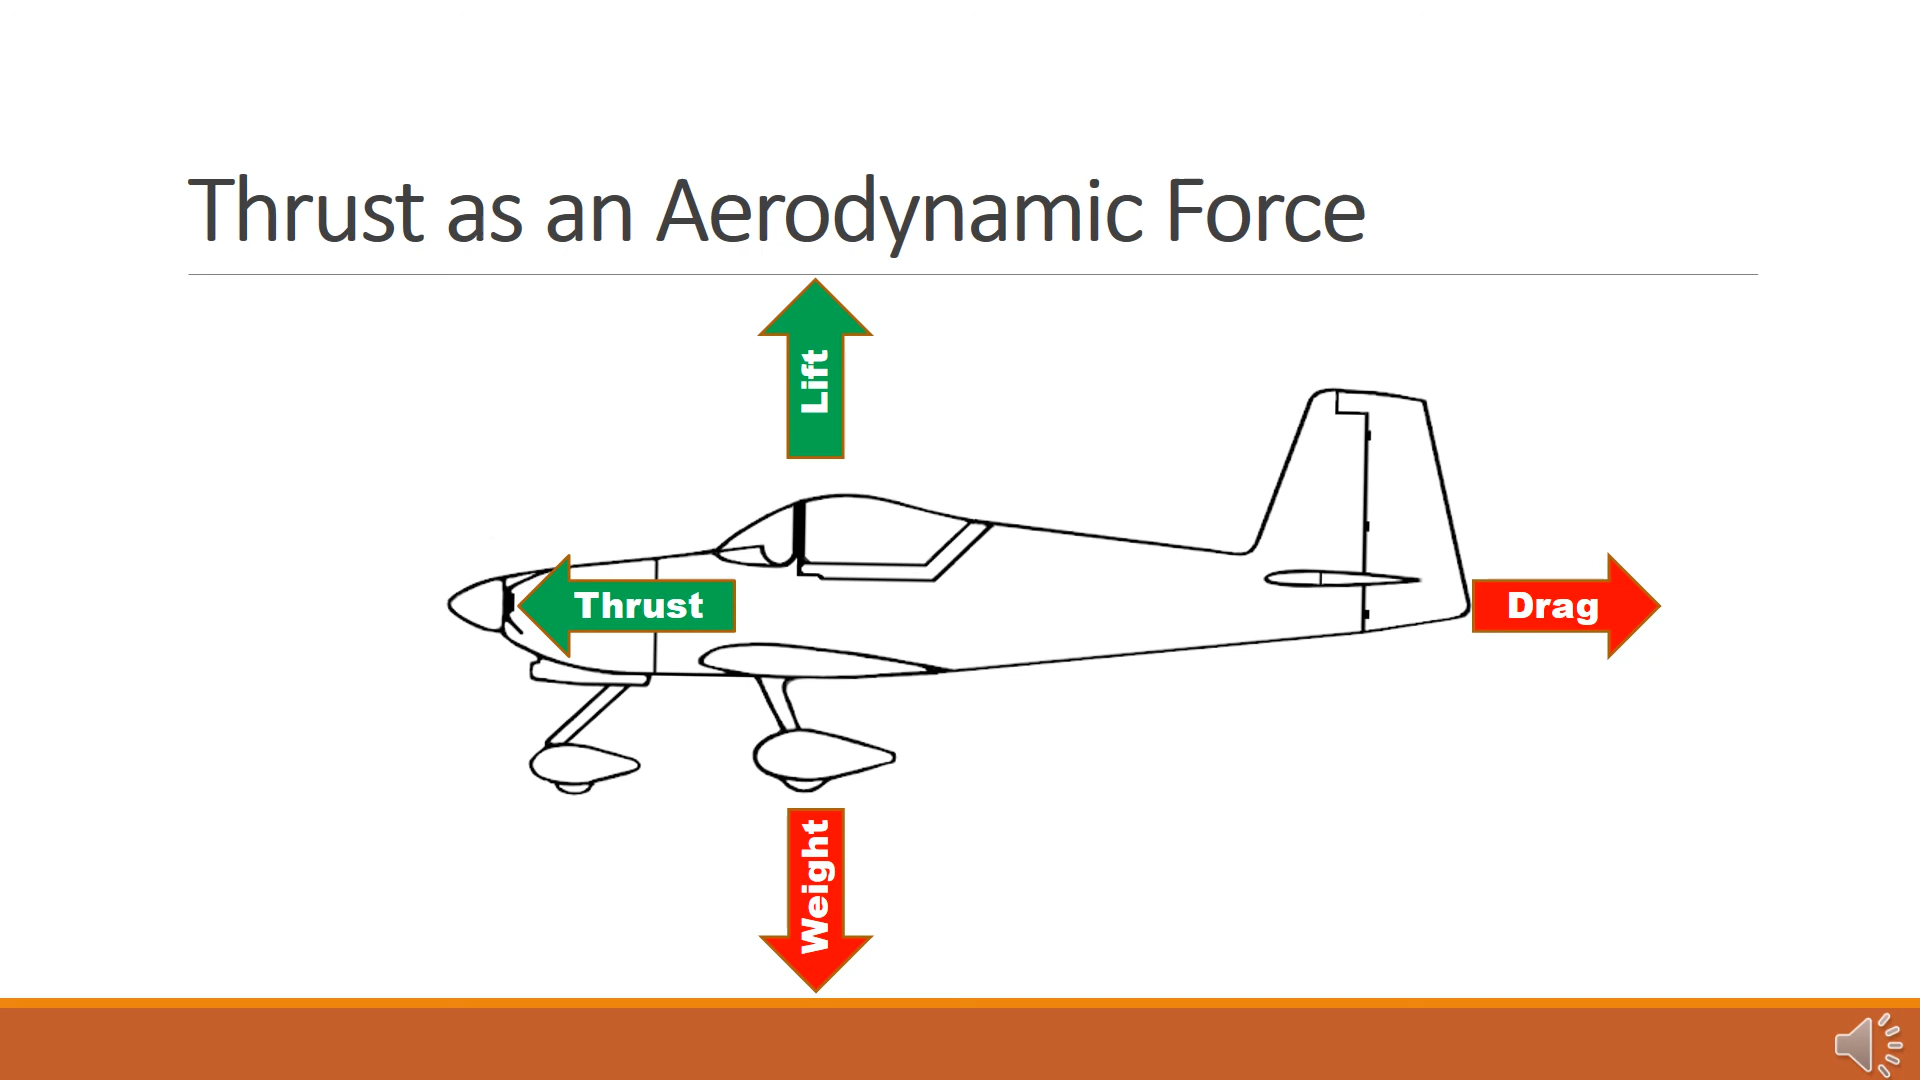 Thrust as an Aerodynamic Force
Lift
Thrust
Drag
Weight